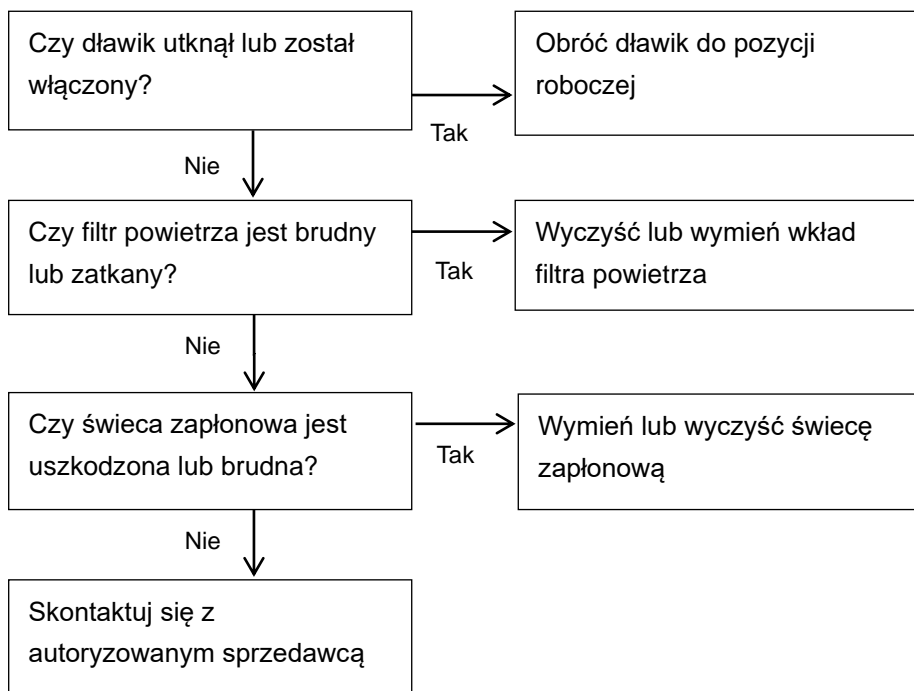 Czy dławik utknął lub został
włączony?
Obróć dławik do pozycji
roboczej
Tak
Nie
Czy filtr powietrza jest brudny
lub zatkany?
Wyczyść lub wymień wkład
filtra powietrza
Tak
Nie
Czy świeca zapłonowa jest
uszkodzona lub brudna?
Wymień lub wyczyść świecę
zapłonową
Tak
Nie
Skontaktuj się z
autoryzowanym sprzedawcą